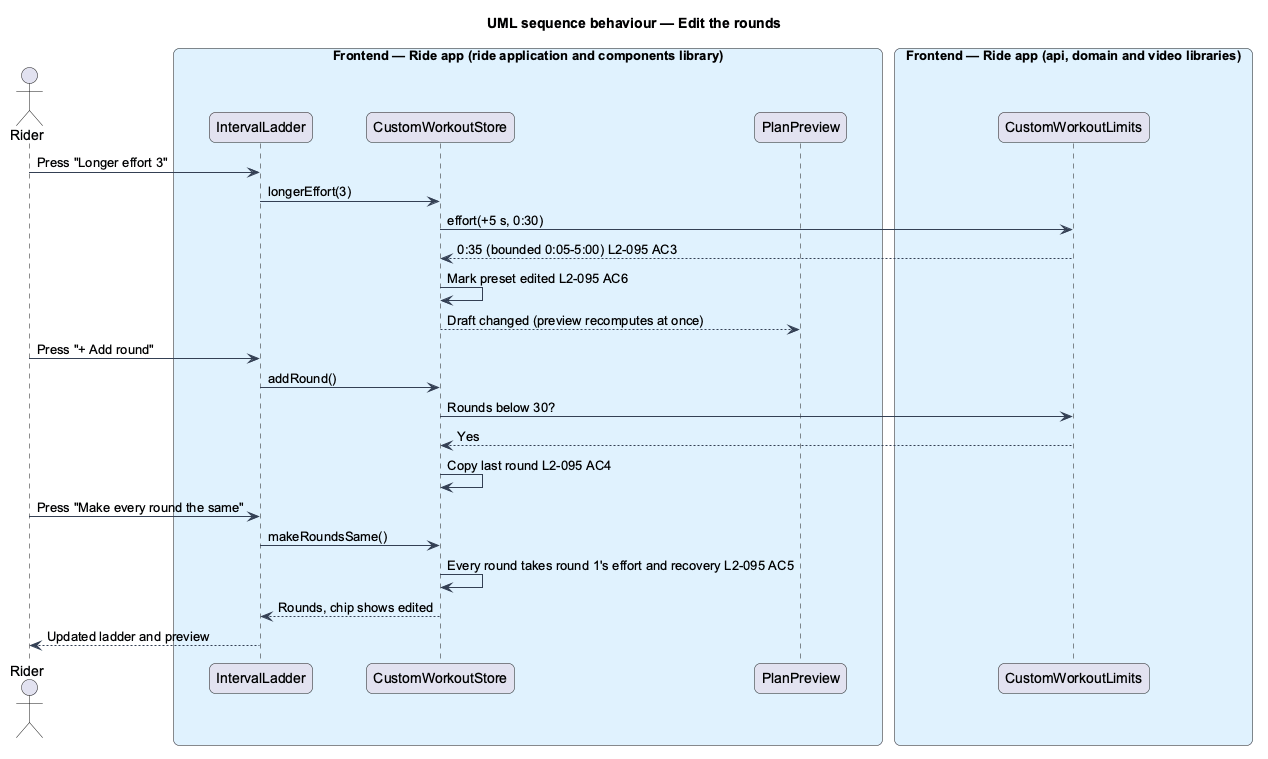 UML sequence behaviour — Edit the rounds
Frontend — Ride app (ride application and components library)
Frontend — Ride app (api, domain and video libraries)
Rider
IntervalLadder
CustomWorkoutStore
PlanPreview
CustomWorkoutLimits
Press "Longer effort 3"
longerEffort(3)
effort(+5 s, 0:30)
0:35 (bounded 0:05-5:00) L2-095 AC3
Mark preset edited L2-095 AC6
Draft changed (preview recomputes at once)
Press "+ Add round"
addRound()
Rounds below 30?
Yes
Copy last round L2-095 AC4
Press "Make every round the same"
makeRoundsSame()
Every round takes round 1's effort and recovery L2-095 AC5
Rounds, chip shows edited
Updated ladder and preview
Rider
IntervalLadder
CustomWorkoutStore
PlanPreview
CustomWorkoutLimits